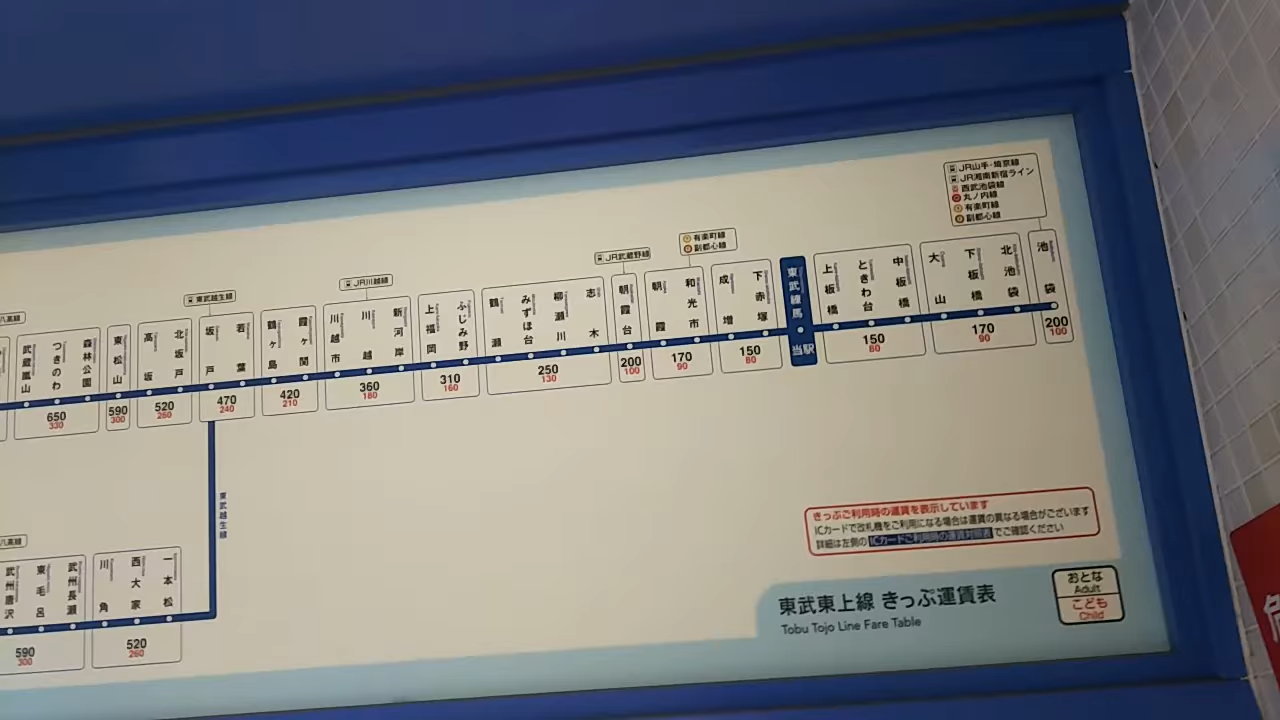 JR山手・埼京線
JR湘南新宿ライン
西武池袋線
丸ノ内線
有楽町線
副都心線
有楽町線
副都心線
JR武蔵野線
JR川越線
東武越生線
八高線
武蔵嵐山
つきのわ
森林公園
東松山
高坂
北坂戸
坂戸
若葉
鶴ヶ島
霞ヶ関
川越市
川越
新河岸
上福岡
ふじみ野
鶴瀬
みずほ台
柳瀬川
志木
朝霞台
朝霞
和光市
成増
下赤塚
東武練馬
当駅
上板橋
ときわ台
中板橋
大山
下板橋
北池袋
池袋
650
330
590
300
520
260
470
240
420
210
360
180
310
160
250
130
200
100
170
90
150
80
150
80
170
90
200
100
東武越生線
八高線
武州唐沢
東毛呂
武州長瀬
川角
西大家
一本松
590
300
520
260
きっぷご利用時の運賃を表示しています
ICカードで改札機をご利用になる場合は運賃の異なる場合がございます
詳細は左側の ICカードご利用時の運賃対照表 でご確認ください
東武東上線 きっぷ運賃表
Tobu Tojo Line Fare Table
おとな
Adult
こども
Child